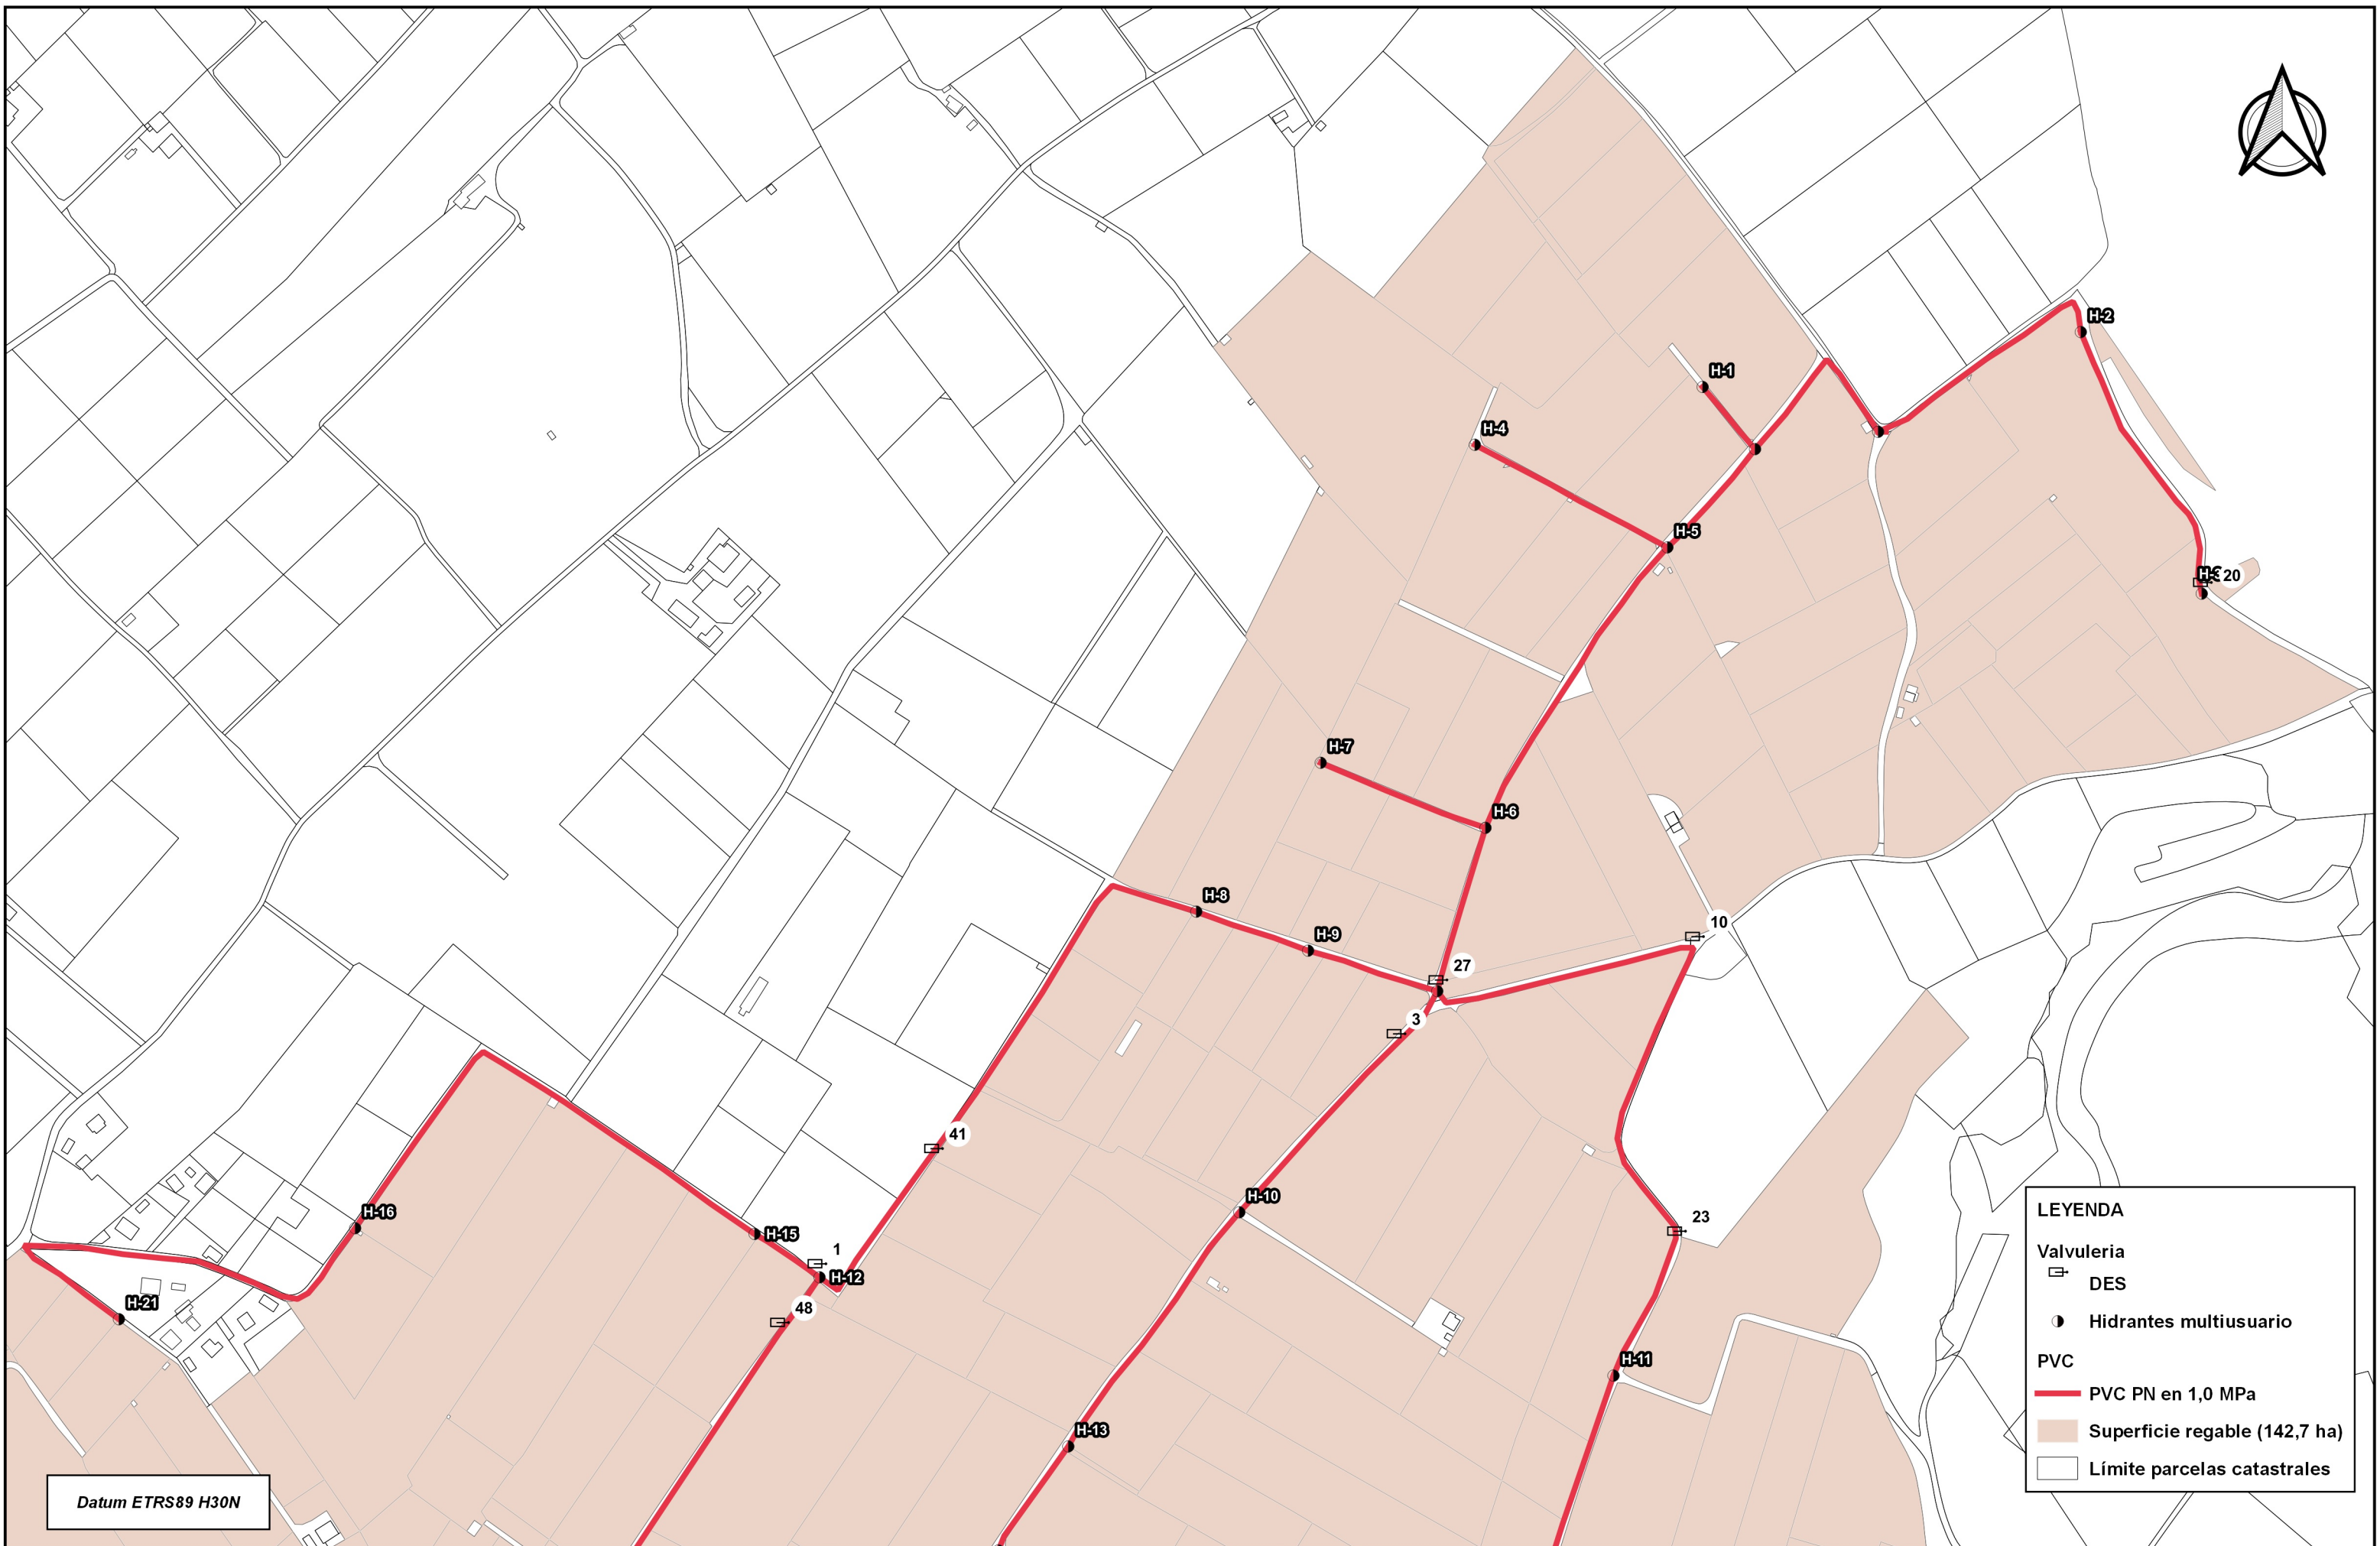 H-2
H-1
H-4
H-5
H-3
20
H-7
H-6
H-8
10
H-9
27
3
41
H-10
H-16
23
H-15
1
H-12
H-21
48
H-11
H-13
LEYENDA
Valvuleria
DES
Hidrantes multiusuario
PVC
PVC PN en 1,0 MPa
Superficie regable (142,7 ha)
Límite parcelas catastrales
Datum ETRS89 H30N